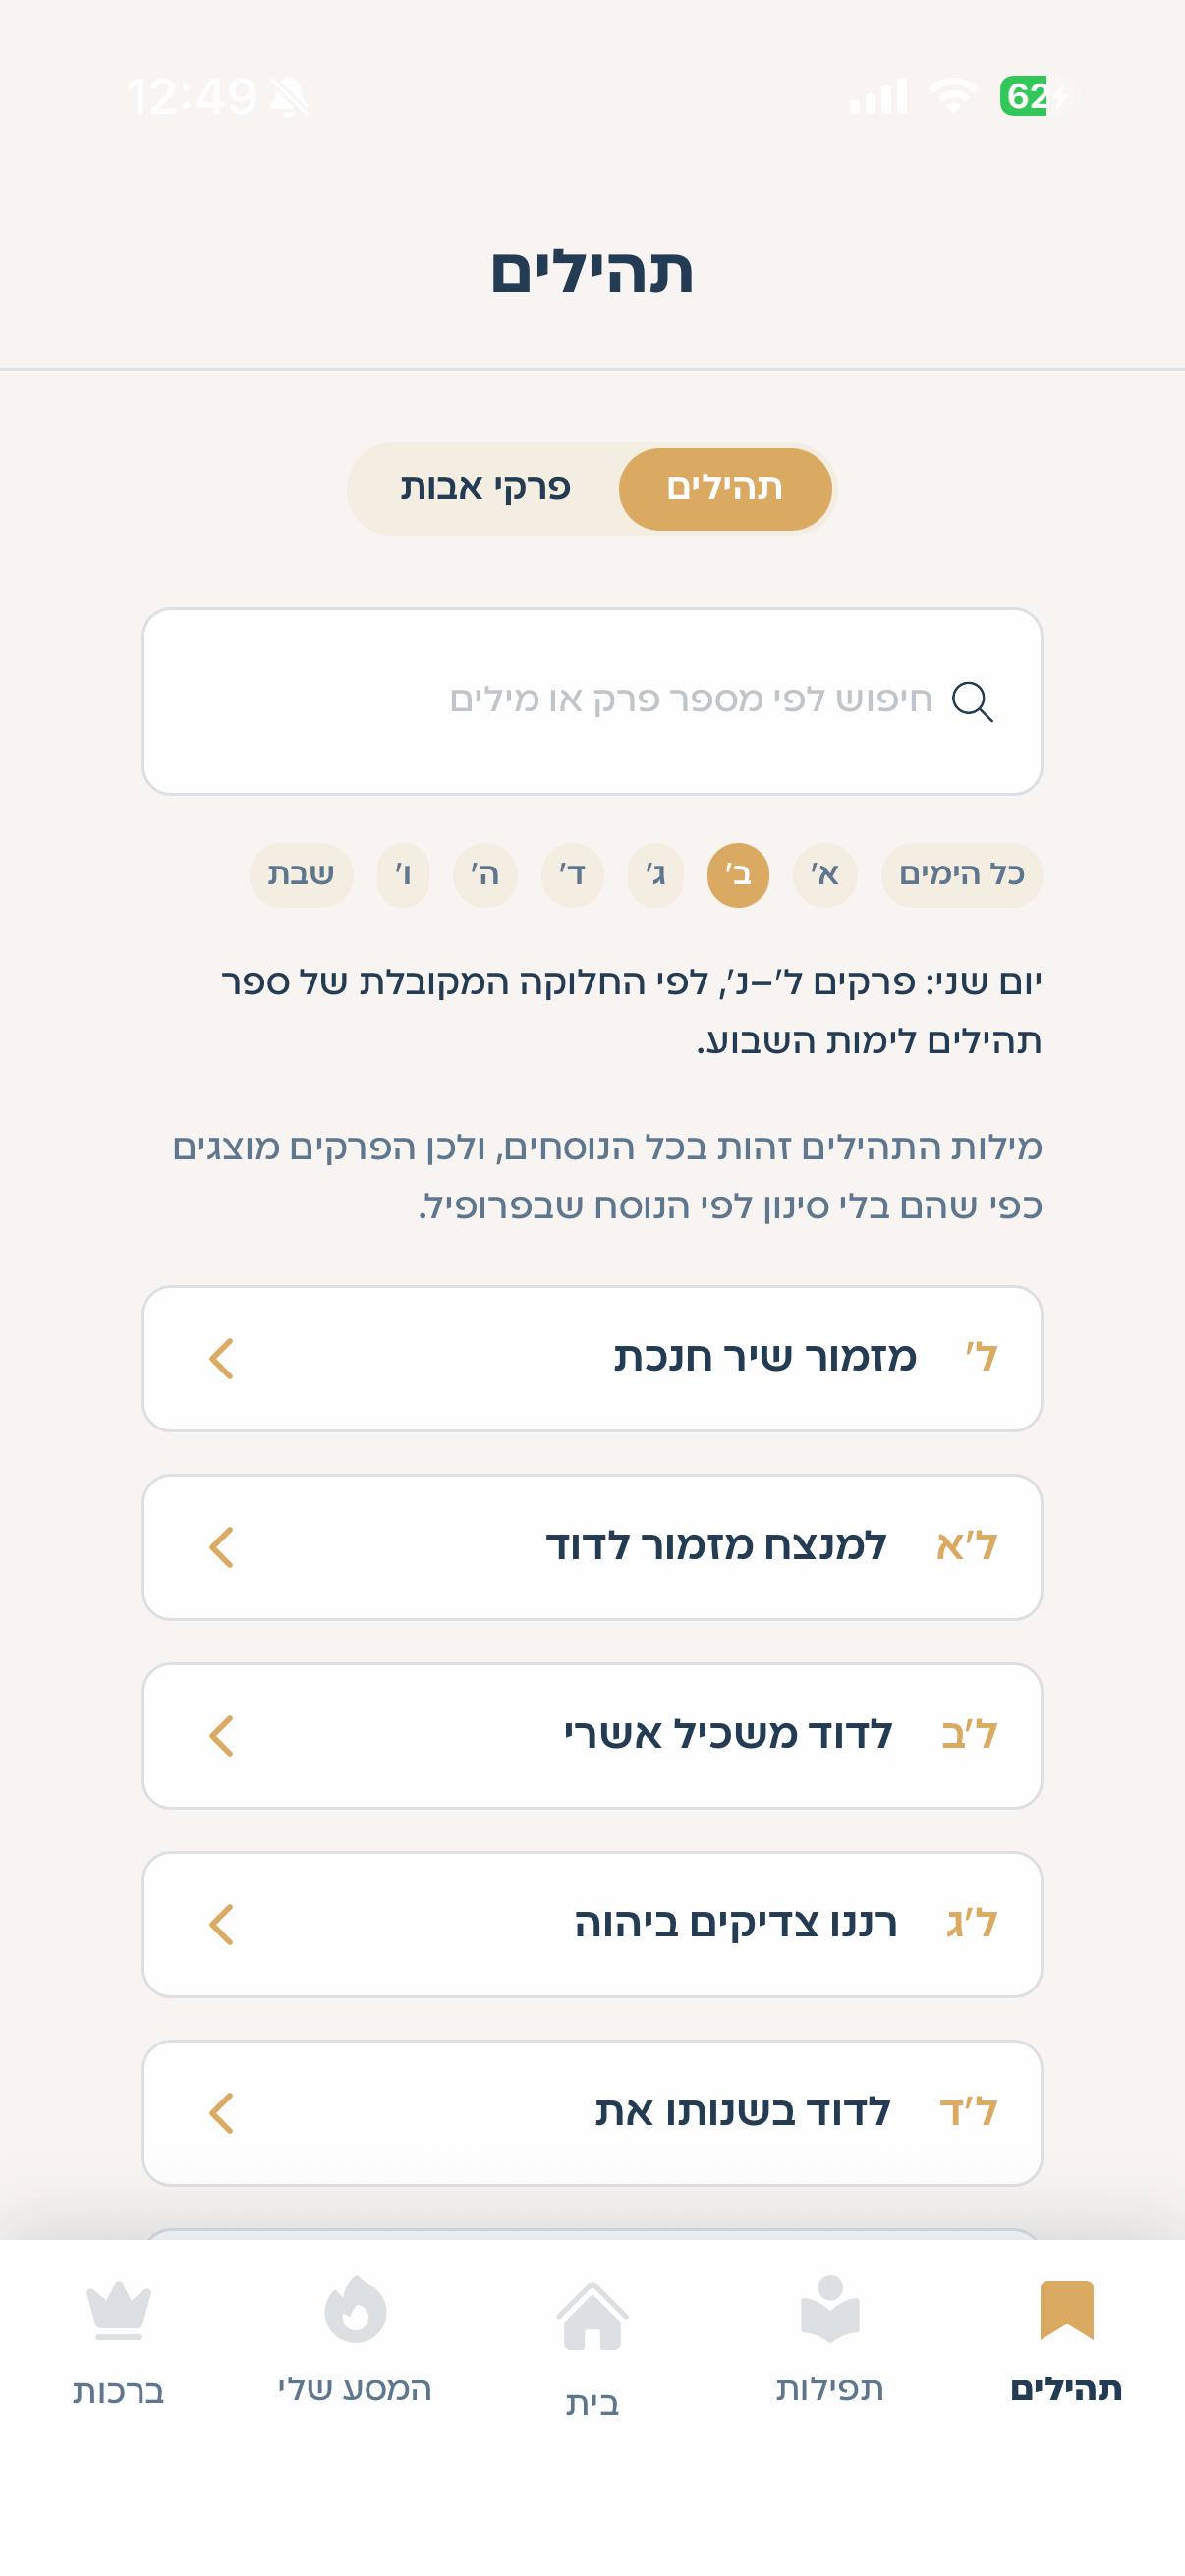 12:49
62
תהילים
תהילים
פרקי אבות
חיפוש לפי מספר פרק או מילים
כל הימים א' ב' ג' ד' ה' ו' שבת
יום שני: פרקים ל'–נ', לפי החלוקה המקובלת של ספר
תהילים לימות השבוע.
מילות התהילים זהות בכל הנוסחים, ולכן הפרקים מוצגים
כפי שהם בלי סינון לפי הנוסח שבפרופיל.
ל' מזמור שיר חנכת
ל'א למנצח מזמור לדוד
ל'ב לדוד משכיל אשרי
ל'ג רננו צדיקים ביהוה
ל'ד לדוד בשנותו את
תהילים
תפילות
בית
המסע שלי
ברכות